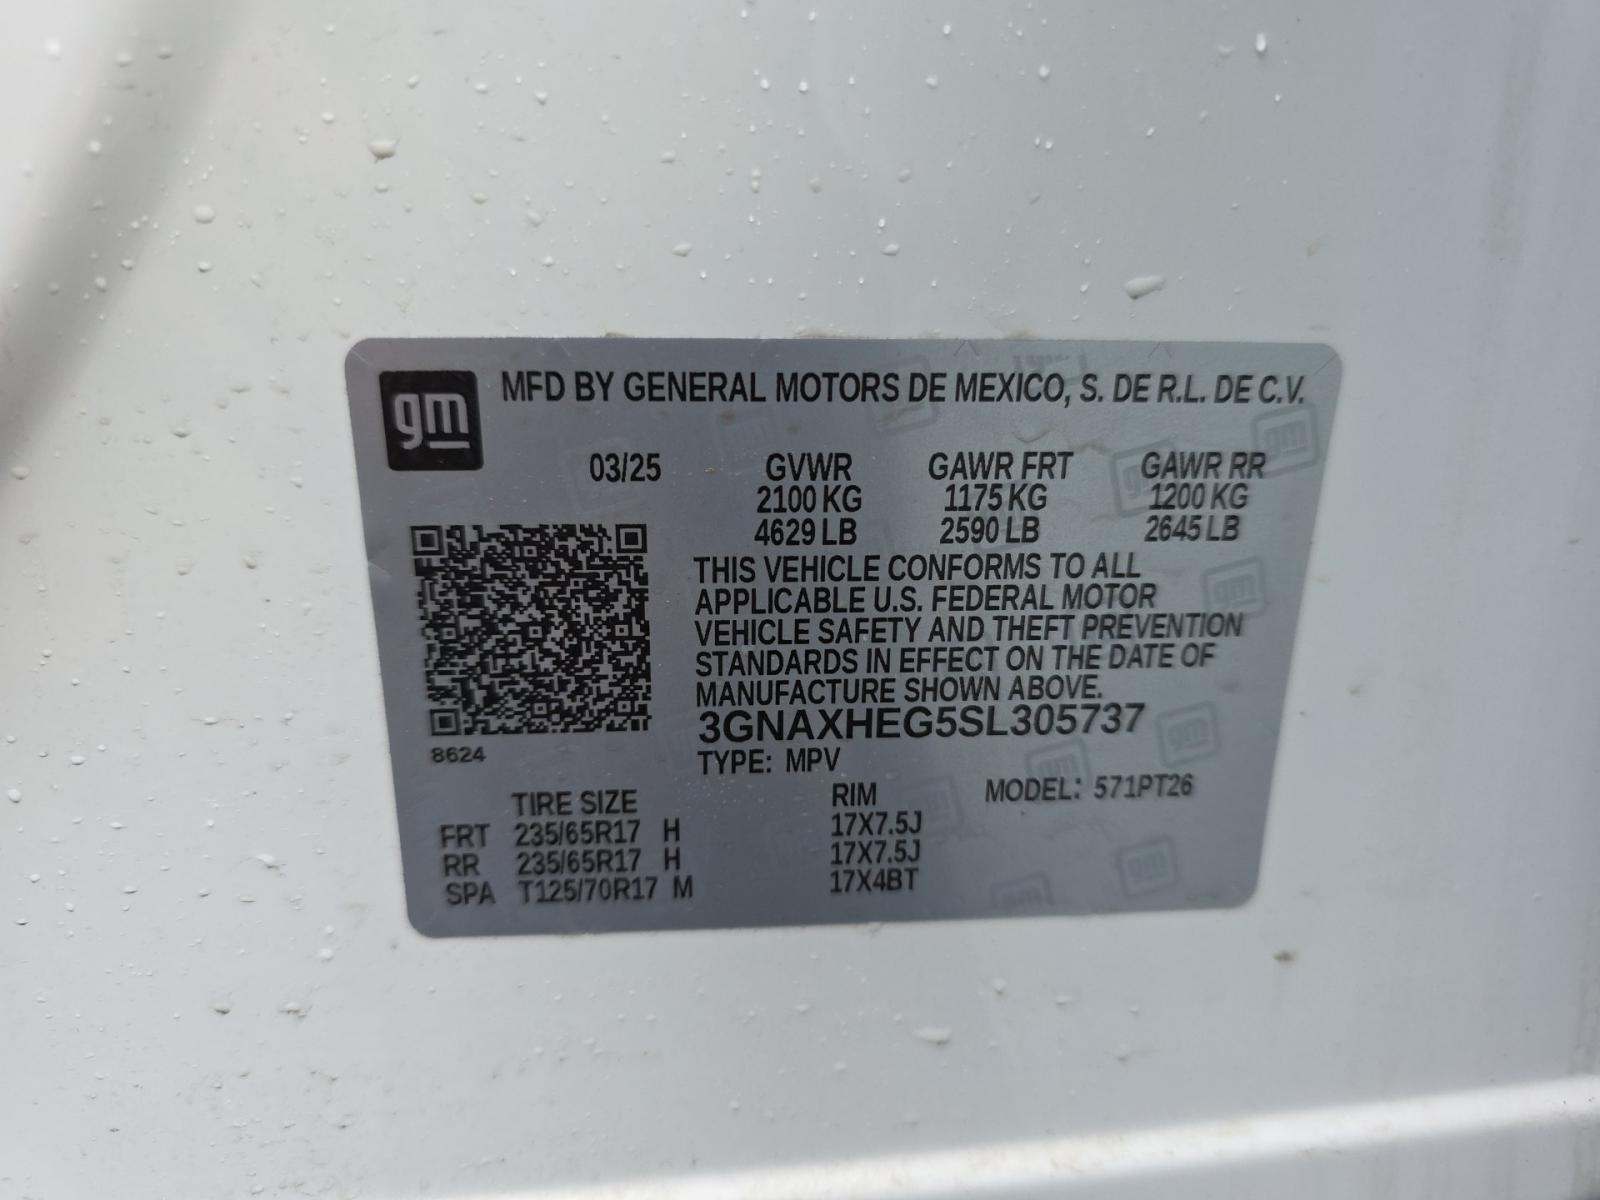 gm MFD BY GENERAL MOTORS DE MEXICO, S. DE R.L. DE C.V.
03/25 GVWR GAWR FRT GAWR RR
2100 KG 1175 KG 1200 KG
4629 LB 2590 LB 2645 LB
THIS VEHICLE CONFORMS TO ALL
APPLICABLE U.S. FEDERAL MOTOR
VEHICLE SAFETY AND THEFT PREVENTION
STANDARDS IN EFFECT ON THE DATE OF
MANUFACTURE SHOWN ABOVE.
3GNAXHEG5SL305737
8624
TYPE: MPV
TIRE SIZE RIM MODEL: 571PT26
FRT 235/65R17 H 17X7.5J
RR 235/65R17 H 17X7.5J
SPA T125/70R17 M 17X4BT